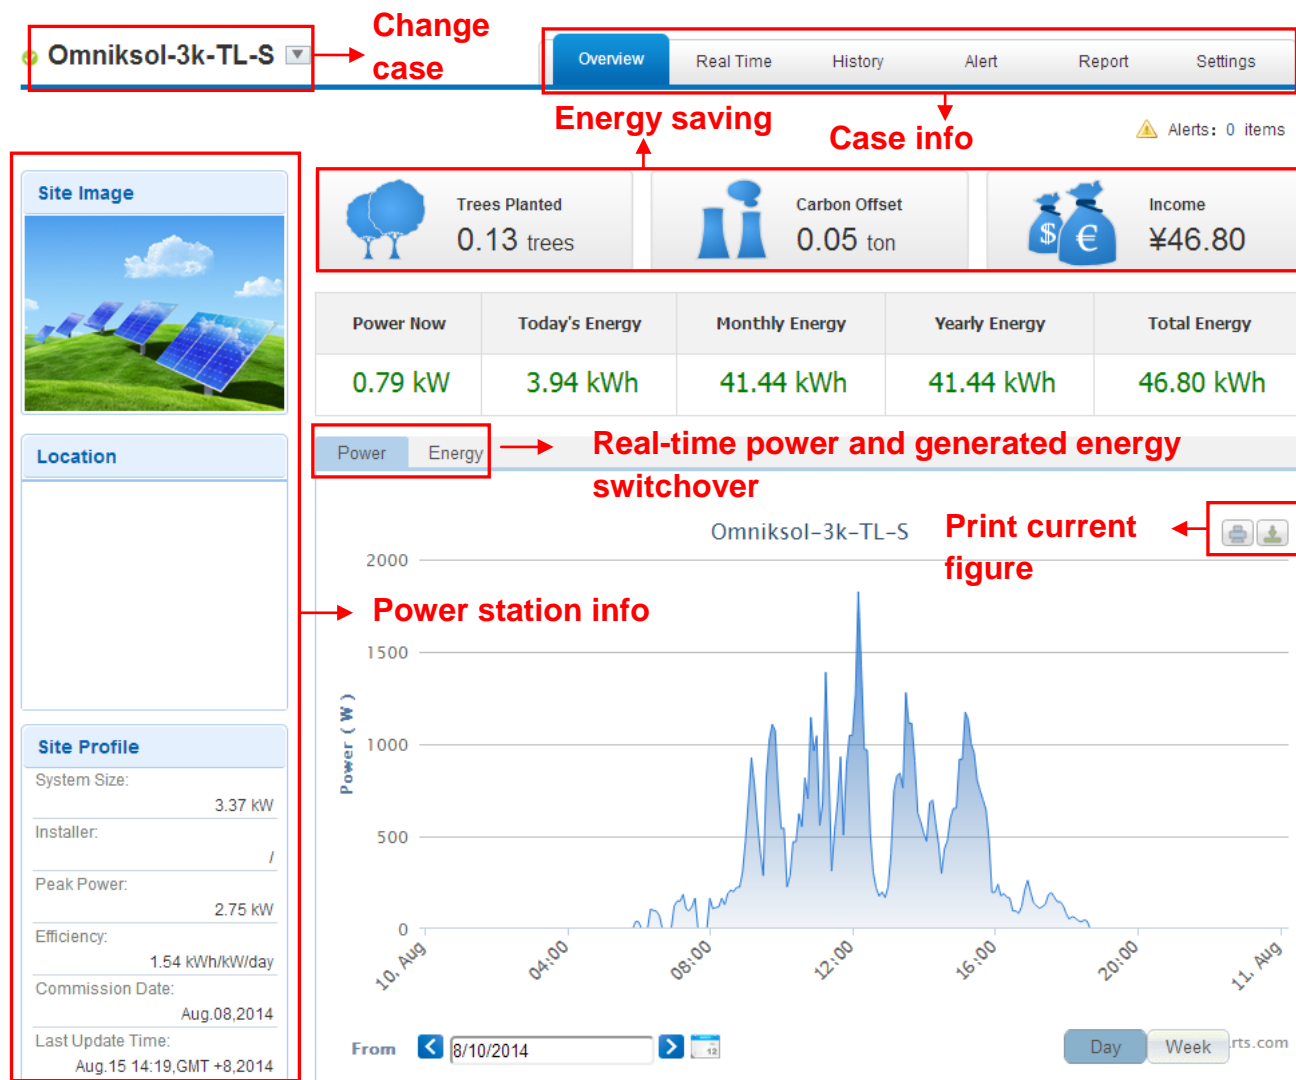 Omniksol-3k-TL-S
Change
case
Overview Real Time History Alert Report Settings
Energy saving
Case info
Alerts: 0 items
Site Image
Trees Planted
0.13 trees
Carbon Offset
0.05 ton
$ €
Income
¥46.80
Power Now Today's Energy Monthly Energy Yearly Energy Total Energy
0.79 kW 3.94 kWh 41.44 kWh 41.44 kWh 46.80 kWh
Location
Power Energy
Real-time power and generated energy
switchover
Omniksol-3k-TL-S
Print current
figure
Power station info
Power ( W )
2000
1500
1000
500
0
10. Aug 04:00 08:00 12:00 16:00 20:00 11. Aug
Site Profile
System Size:
3.37 kW
Installer:
/
Peak Power:
2.75 kW
Efficiency:
1.54 kWh/kW/day
Commission Date:
Aug.08,2014
Last Update Time:
Aug.15 14:19,GMT +8,2014
From 8/10/2014 12 Day Week rts.com